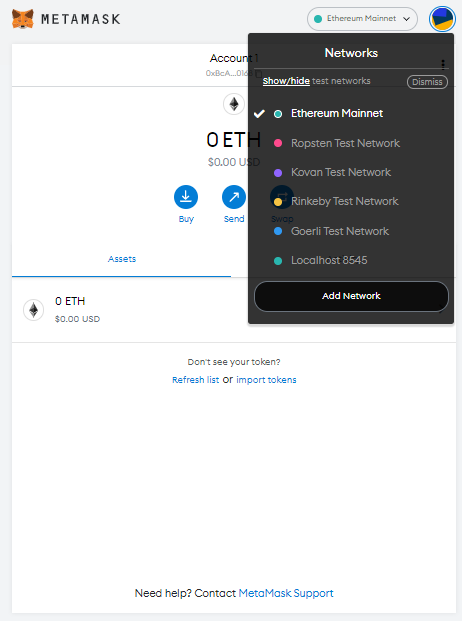 METAMASK
Ethereum Mainnet
Account 1
0xBcA...016
Networks
Show/hide test networks
Dismiss
Ethereum Mainnet
Ropsten Test Network
Kovan Test Network
Rinkeby Test Network
Goerli Test Network
Localhost 8545
Add Network
0 ETH
$0.00 USD
Buy
Send
Swap
Assets
0 ETH
$0.00 USD
Don't see your token?
Refresh list or import tokens
Need help? Contact MetaMask Support